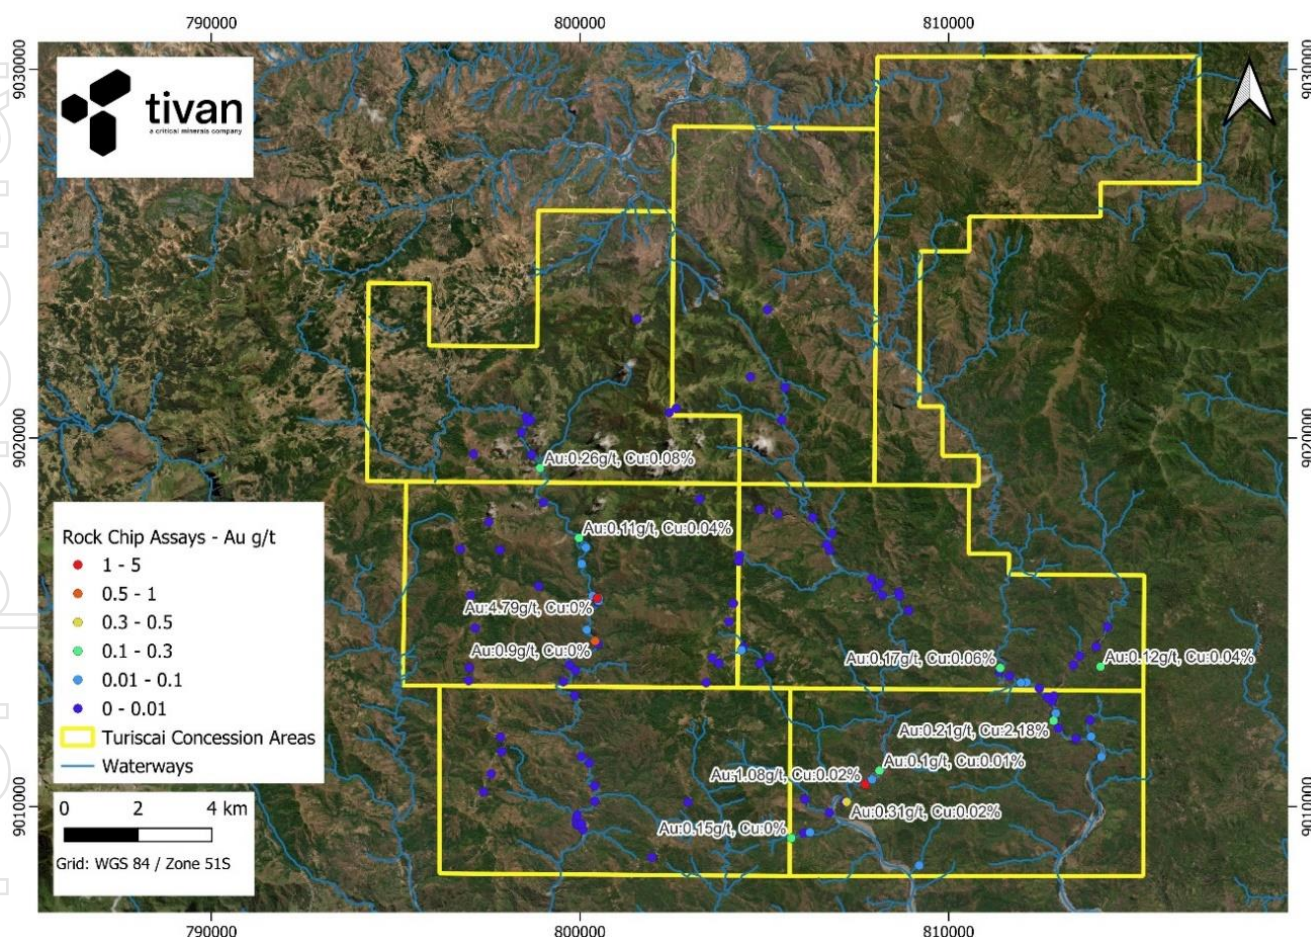 790000
800000
810000
9030000
9030000
tivan
a critical minerals company
9020000
9020000
Au:0.26g/t, Cu:0.08%
Au:0.11g/t, Cu:0.04%
Au:4.79g/t, Cu:0%
Au:0.9g/t, Cu:0%
Au:0.17g/t, Cu:0.06%
Au:0.12g/t, Cu:0.04%
Au:0.21g/t, Cu:2.18%
Au:0.1g/t, Cu:0.01%
Au:1.08g/t, Cu:0.02%
Au:0.31g/t, Cu:0.02%
Au:0.15g/t, Cu:0%
Rock Chip Assays - Au g/t
1 - 5
0.5 - 1
0.3 - 0.5
0.1 - 0.3
0.01 - 0.1
0 - 0.01
Turiscai Concession Areas
Waterways
9010000
9010000
0 2 4 km
Grid: WGS 84 / Zone 51S
790000
800000
810000